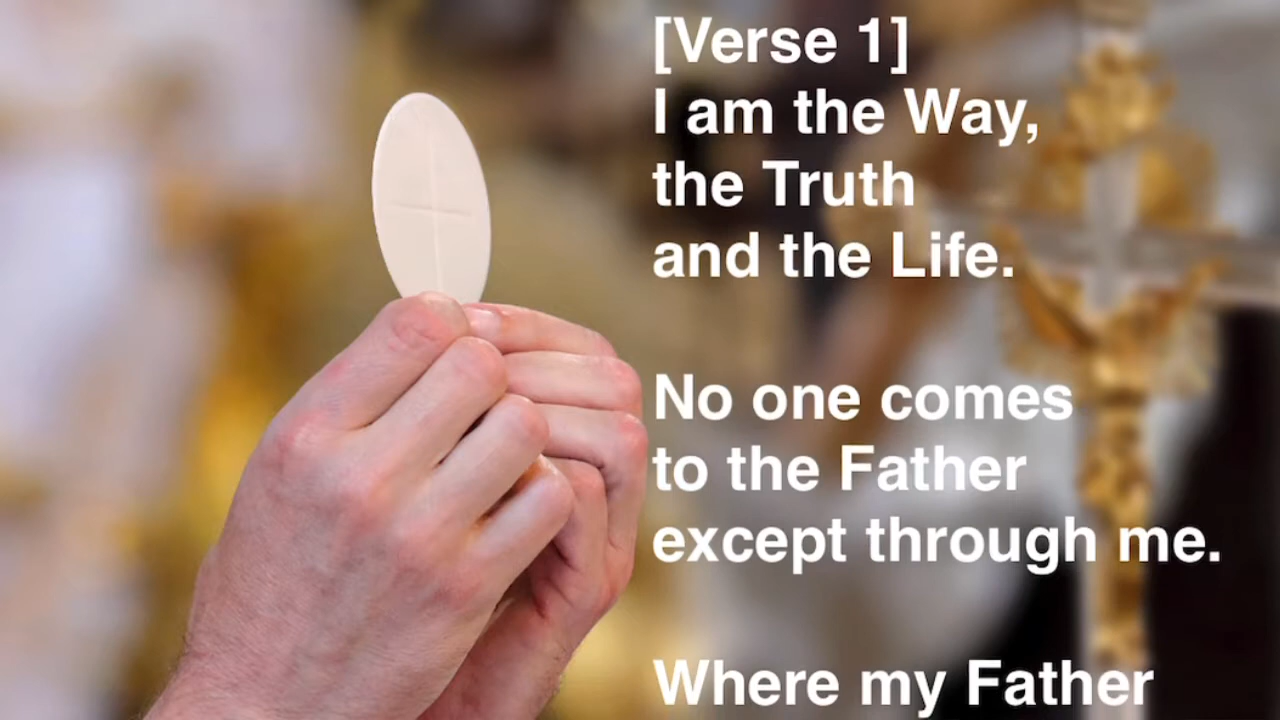 [Verse 1]
I am the Way,
the Truth
and the Life.
No one comes
to the Father
except through me.
Where my Father